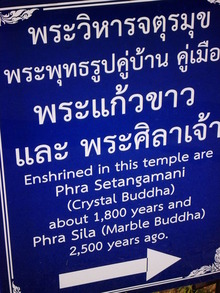 พระวิหารจตุรมุข
พระพุทธรูปคู่บ้าน คู่เมือ
พระแก้วขาว
และ พระศิลาเจ้า
Enshrined in this temple are
Phra Setangamani
(Crystal Buddha)
about 1,800 years and
Phra Sila (Marble Buddha)
2,500 years ago.